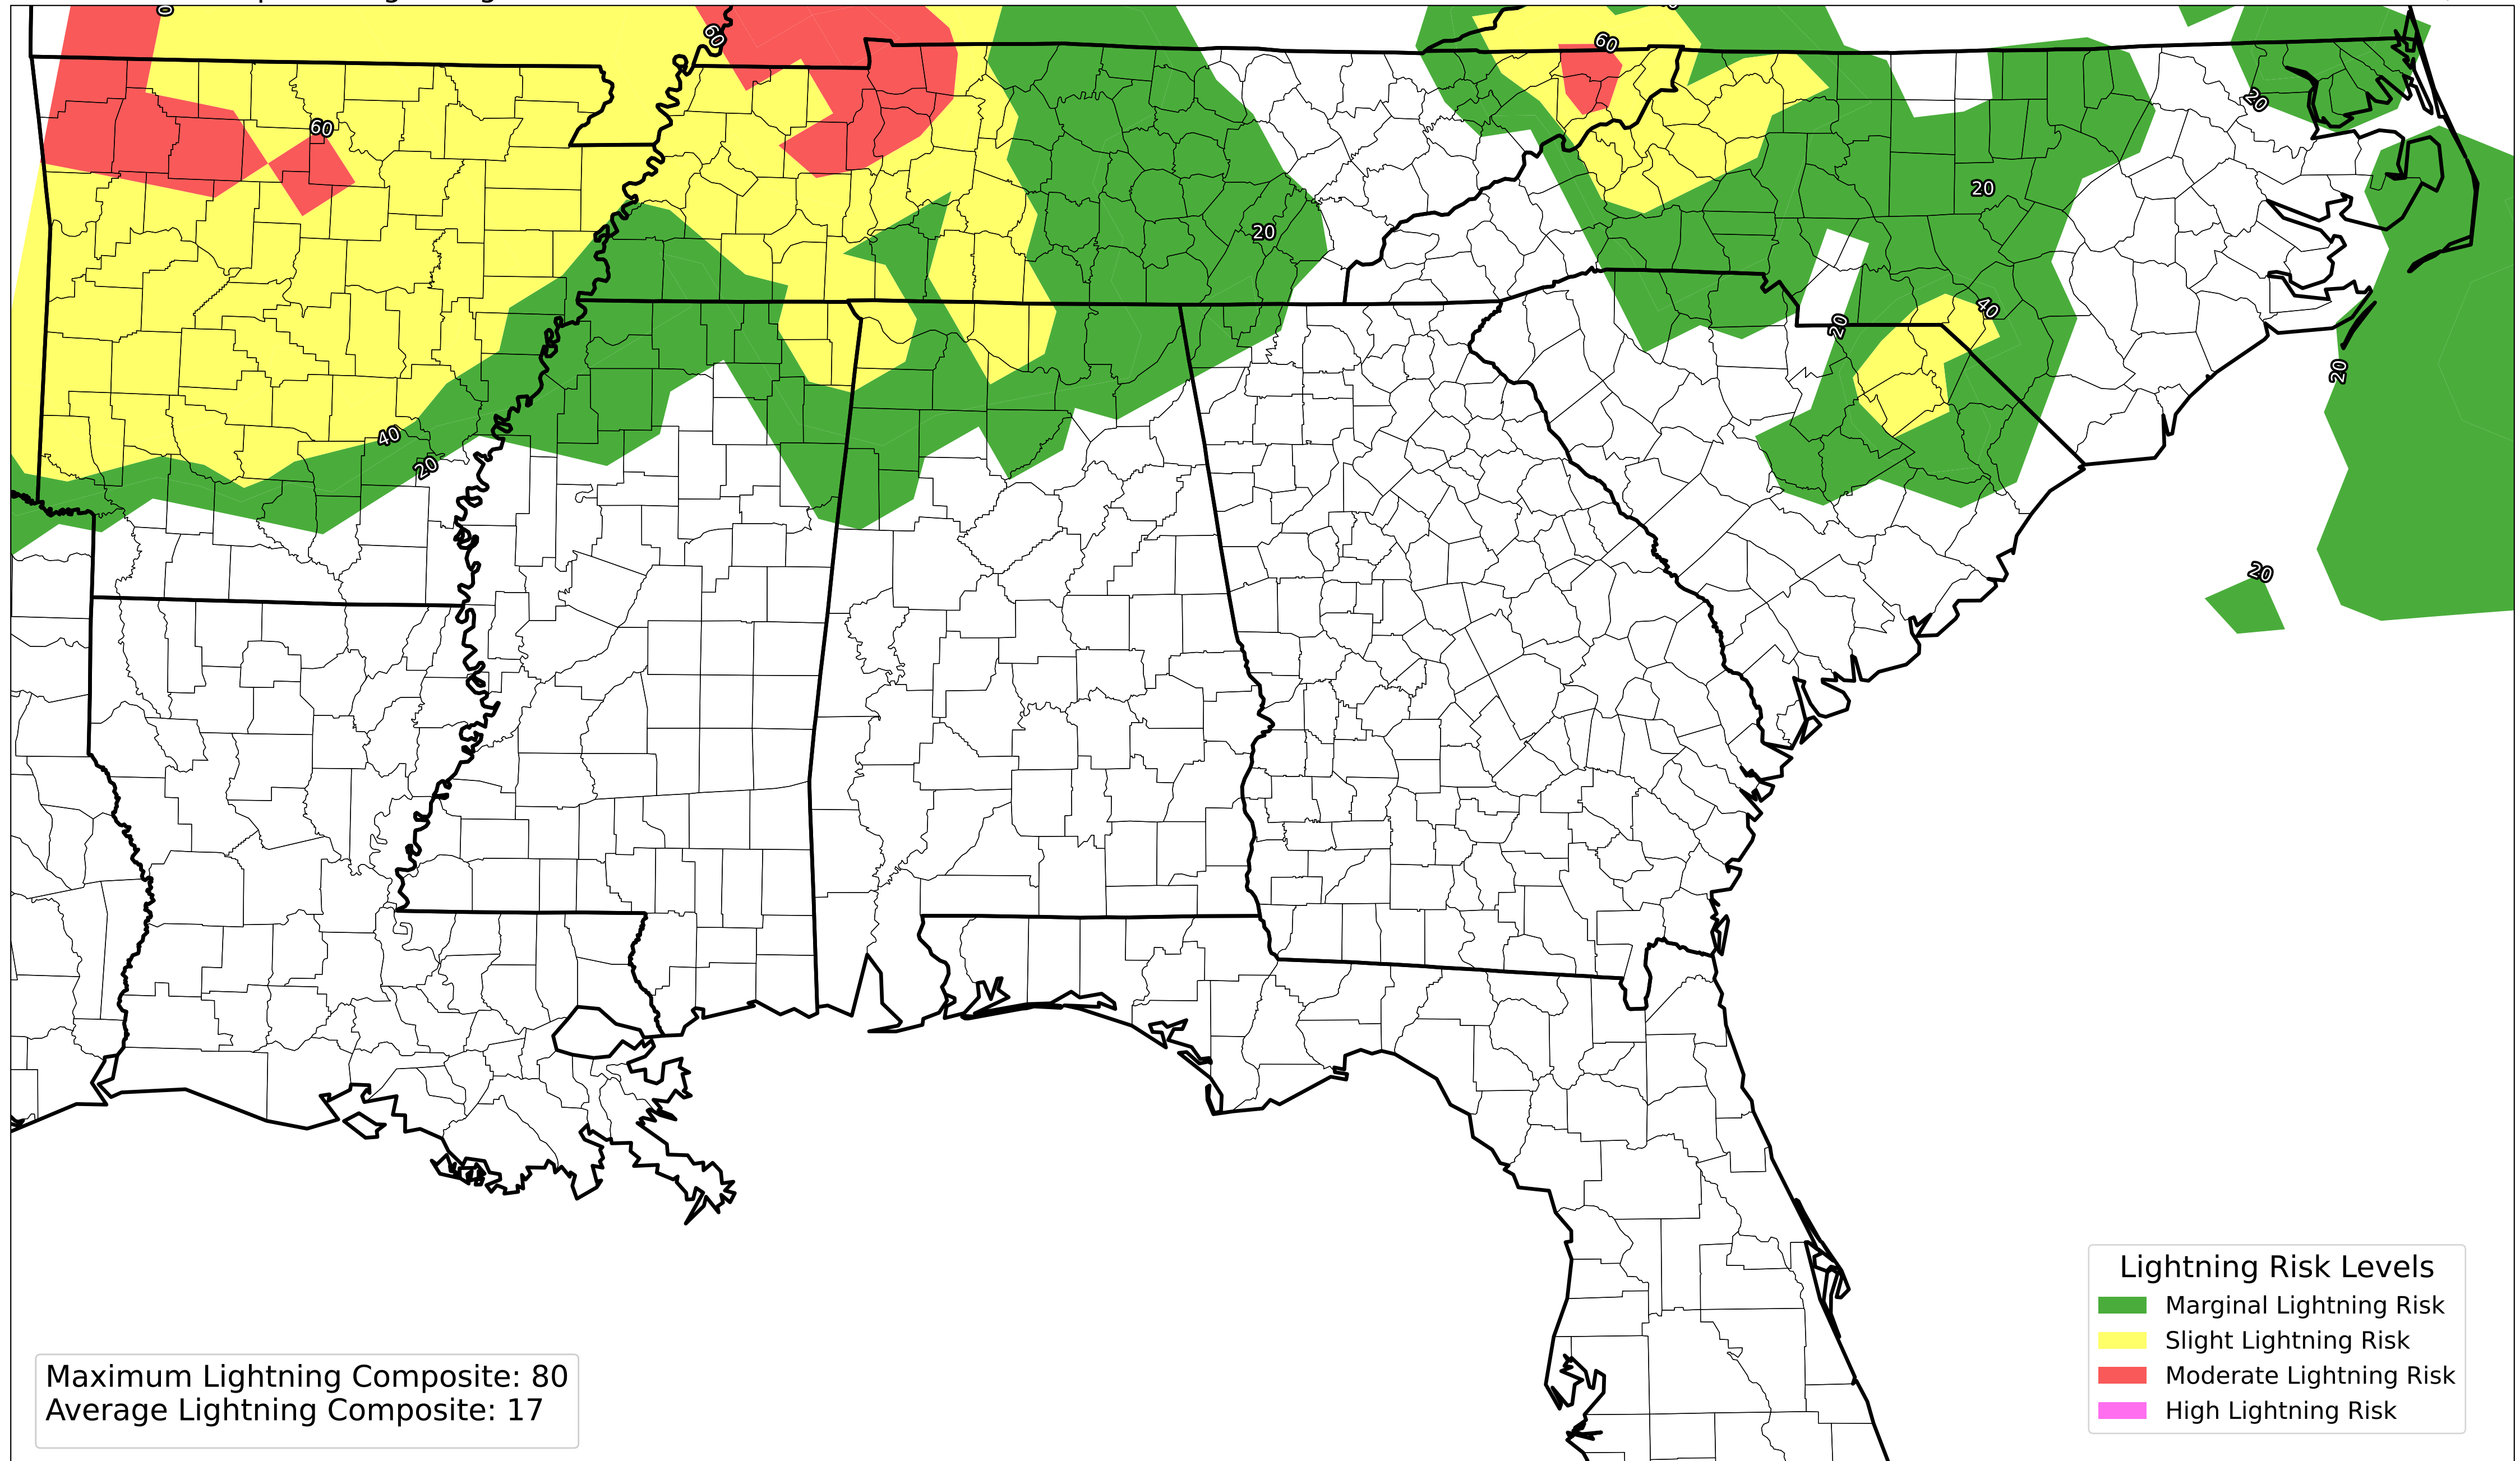 60
60
60
20
20
20
40
20
20
40
20
20
Lightning Risk Levels
Marginal Lightning Risk
Slight Lightning Risk
Moderate Lightning Risk
High Lightning Risk
Maximum Lightning Composite: 80
Average Lightning Composite: 17